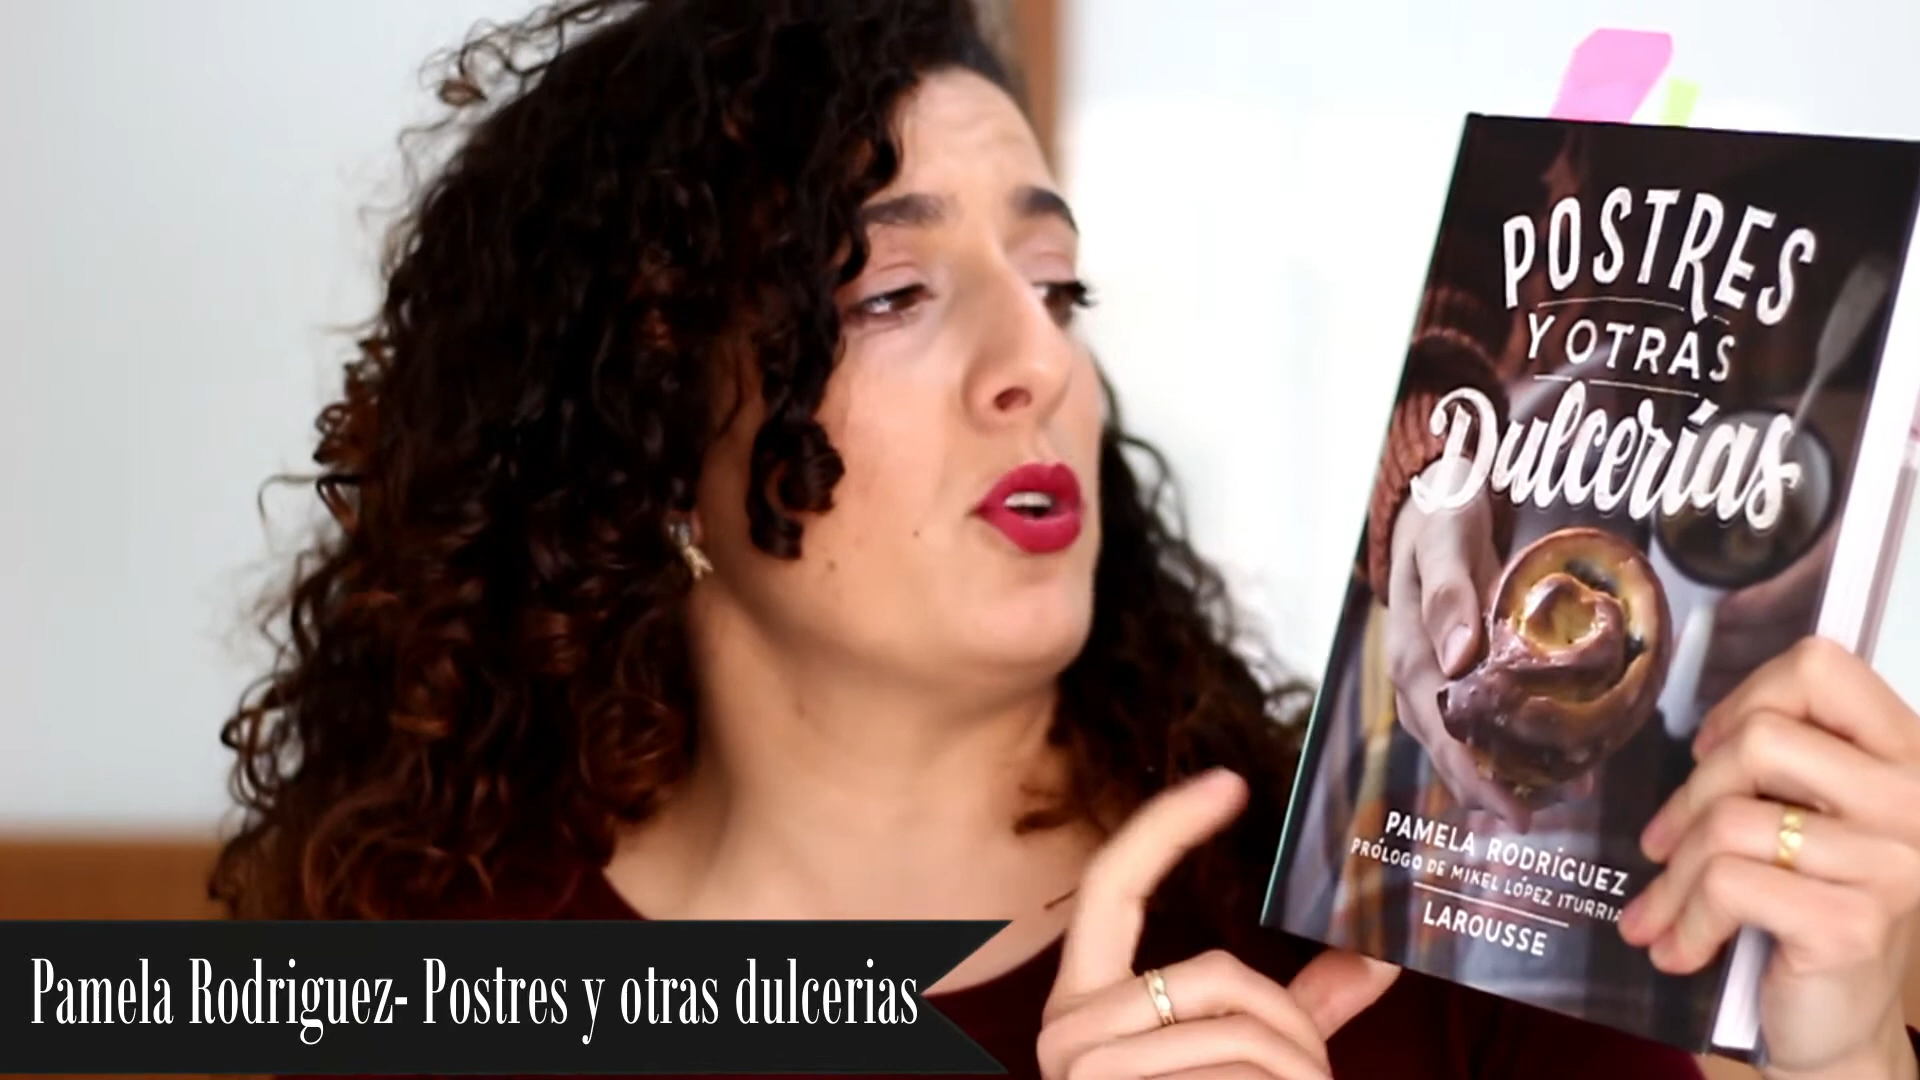 POSTRES
Y OTRAS
Dulcerías
PAMELA RODRÍGUEZ
PRÓLOGO DE MIKEL LÓPEZ ITURRIA
LAROUSSE
Pamela Rodriguez- Postres y otras dulcerias